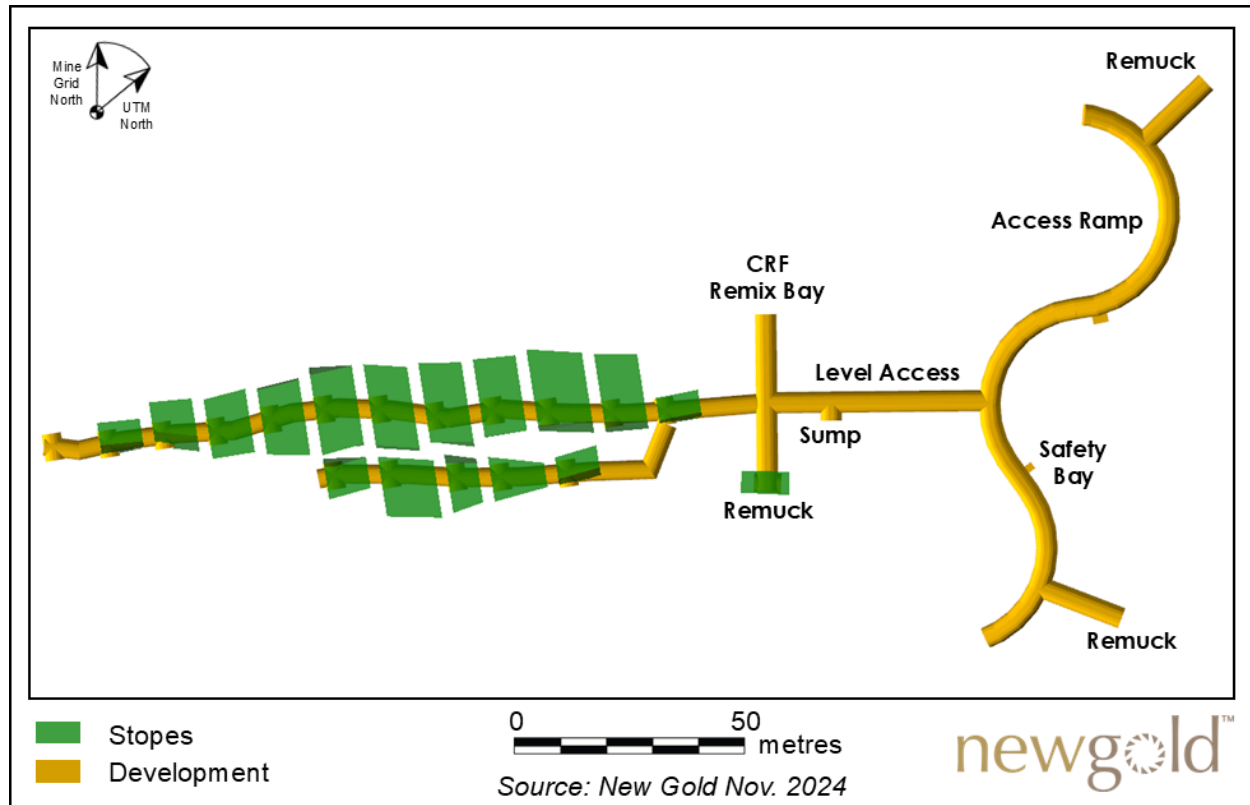 Mine
Grid
North
UTM
North
Remuck
Access Ramp
CRF
Remix Bay
Level Access
Sump
Safety
Bay
Remuck
Remuck
Stopes
Development
0 50
metres
Source: New Gold Nov. 2024
newgold™